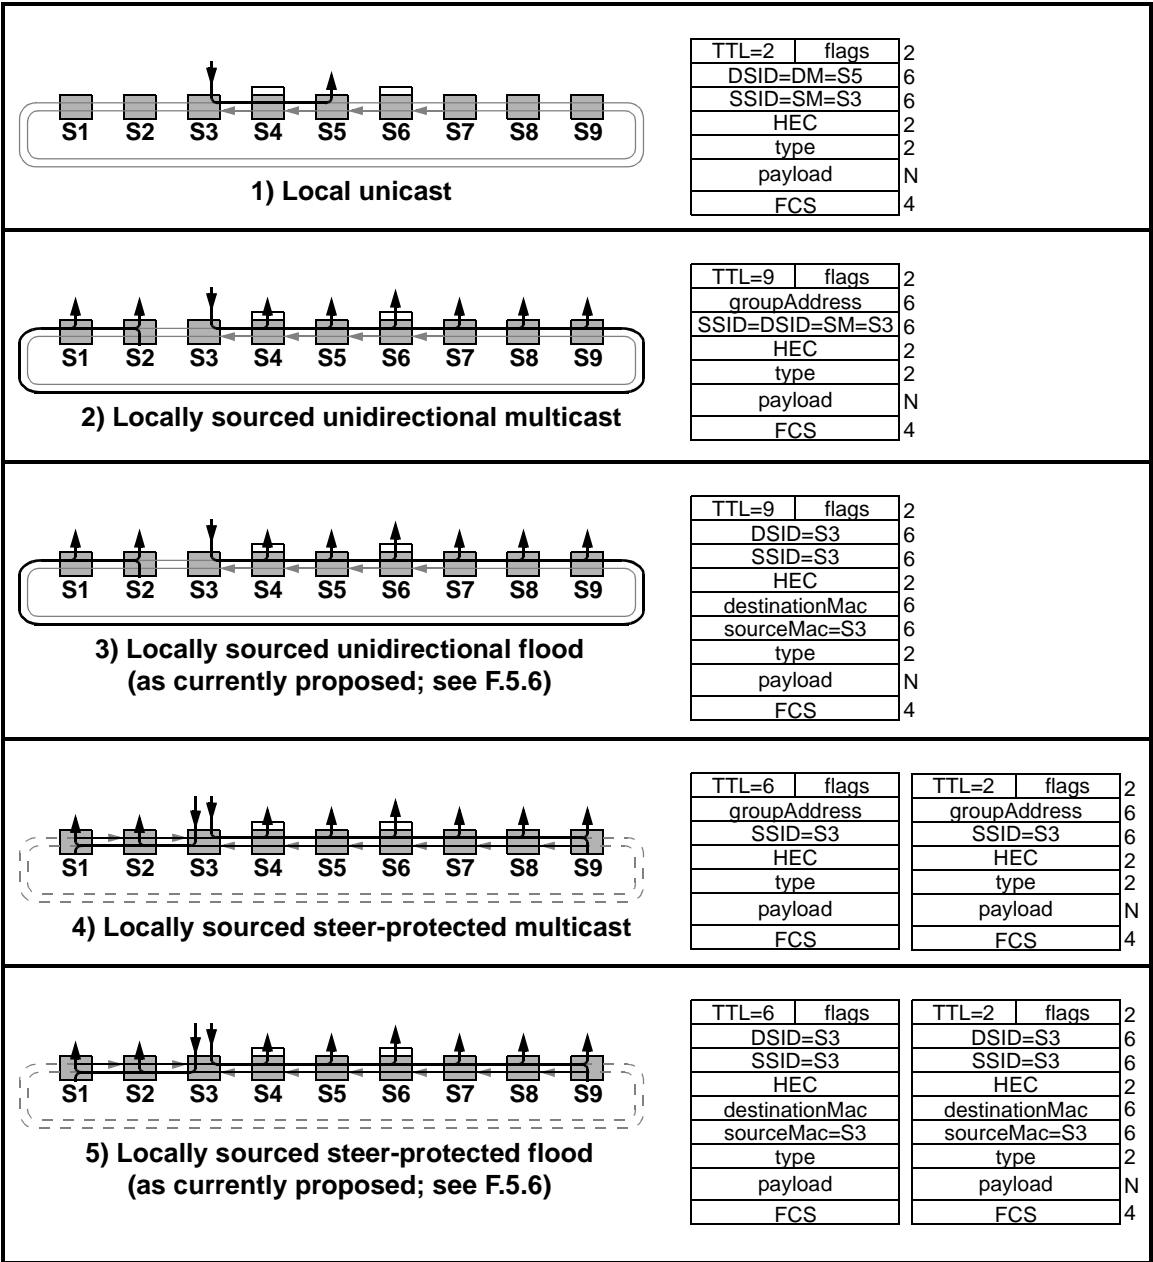 TTL=2 flags 2
DSID=DM=S5 6
SSID=SM=S3 6
HEC 2
type 2
payload N
FCS 4
S1 S2 S3 S4 S5 S6 S7 S8 S9
1) Local unicast
TTL=9 flags 2
groupAddress 6
SSID=DSID=SM=S3 6
HEC 2
type 2
payload N
FCS 4
S1 S2 S3 S4 S5 S6 S7 S8 S9
2) Locally sourced unidirectional multicast
TTL=9 flags 2
DSID=S3 6
SSID=S3 6
HEC 2
destinationMac 6
sourceMac=S3 6
type 2
payload N
FCS 4
S1 S2 S3 S4 S5 S6 S7 S8 S9
3) Locally sourced unidirectional flood
(as currently proposed; see F.5.6)
TTL=6 flags TTL=2 flags 2
groupAddress groupAddress 6
SSID=S3 SSID=S3 6
HEC HEC 2
type type 2
payload payload N
FCS FCS 4
S1 S2 S3 S4 S5 S6 S7 S8 S9
4) Locally sourced steer-protected multicast
TTL=6 flags TTL=2 flags 2
DSID=S3 DSID=S3 6
SSID=S3 SSID=S3 6
HEC HEC 2
destinationMac destinationMac 6
sourceMac=S3 sourceMac=S3 6
type type 2
payload payload N
FCS FCS 4
S1 S2 S3 S4 S5 S6 S7 S8 S9
5) Locally sourced steer-protected flood
(as currently proposed; see F.5.6)